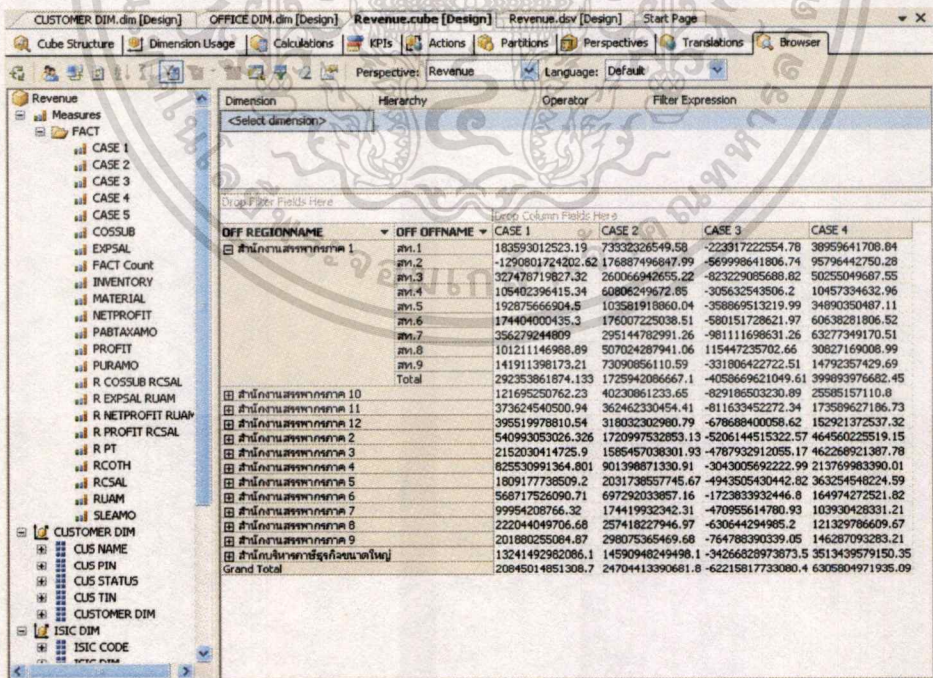 CUSTOMER DIM.dim [Design] OFFICE DIM.dim [Design] Revenue.cube [Design] Revenue.dsv [Design] Start Page
Cube Structure Dimension Usage Calculations KPIs Actions Partitions Perspectives Translations Browser
Perspective: Revenue Language: Default
Revenue
Measures
FACT
CASE 1
CASE 2
CASE 3
CASE 4
CASE 5
COSSUB
EXPSAL
FACT Count
INVENTORY
MATERIAL
NETPROFIT
PABTAXAMO
PROFIT
PURAMO
R COSSUB RCSAL
R EXPSAL RUAM
R NETPROFIT RUAM
R PROFIT RCSAL
R PT
RCOTH
RCSAL
RUAM
SLEAMO
CUSTOMER DIM
CUS NAME
CUS PIN
CUS STATUS
CUS TIN
CUSTOMER DIM
ISIC DIM
ISIC CODE
ISIC DIM
Dimension Hierarchy Operator Filter Expression
<Select dimension>
Drop Filter Fields Here
Drop Column Fields Here
OFF REGIONNAME OFF OFFNAME CASE 1 CASE 2 CASE 3 CASE 4
สำนักงานสรรพากรภาค 1 สท.1 183593012523.19 73332326549.58 -223317222554.78 38959641708.84
สท.2 -1290801724202.62 176887496847.99 -569998641806.74 95796442750.28
สท.3 327478719827.32 260066942655.22 -823229085688.82 50255049687.55
สท.4 105402396415.34 60806249672.85 -305632543506.2 10457334632.96
สท.5 192875666904.5 103581918860.04 -358869513219.99 34890350487.11
สท.6 174404000435.3 176007225038.51 -580151728621.97 60638281806.52
สท.7 356279244809 295144782991.26 -981111698631.26 63277349170.51
สท.8 101211146988.89 507024287941.06 115447235702.66 30827169008.99
สท.9 141911398173.21 73090856110.59 -331806422722.51 14792357429.69
Total 292353861874.133 1725942086667.1 -4058669621049.61 399893976682.45
สำนักงานสรรพากรภาค 10 121695250762.23 40230861233.65 -829186503230.89 25585157110.8
สำนักงานสรรพากรภาค 11 373624540500.94 362462330454.41 -811633452272.34 173589627186.73
สำนักงานสรรพากรภาค 12 395519978810.54 318032302980.79 -678688400058.62 152921372537.32
สำนักงานสรรพากรภาค 2 540993053026.326 1720997532853.13 -5206144515322.57 464560225519.15
สำนักงานสรรพากรภาค 3 2152030414725.9 1585457038301.93 -4787932912055.17 462268921387.78
สำนักงานสรรพากรภาค 4 825530991364.801 901398871330.91 -3043005692222.99 213769983390.01
สำนักงานสรรพากรภาค 5 1809177738509.2 2031738557745.67 -4943505430442.82 363254548224.59
สำนักงานสรรพากรภาค 6 568717526090.71 697292033857.16 -1723833932446.8 164974272521.82
สำนักงานสรรพากรภาค 7 99954208766.32 174419932342.31 -470955614780.93 103930428331.21
สำนักงานสรรพากรภาค 8 222044049706.68 257418227946.97 -630644294985.2 121329786609.67
สำนักงานสรรพากรภาค 9 201880255084.87 298075365469.68 -764788390339.05 146287093283.21
สำนักบริหารภาษีธุรกิจขนาดใหญ่ 13241492982086.1 14590948249498.1 -34266828973873.5 3513439579150.35
Grand Total 20845014851308.7 24704413390681.8 -62215817733080.4 6305804971935.09